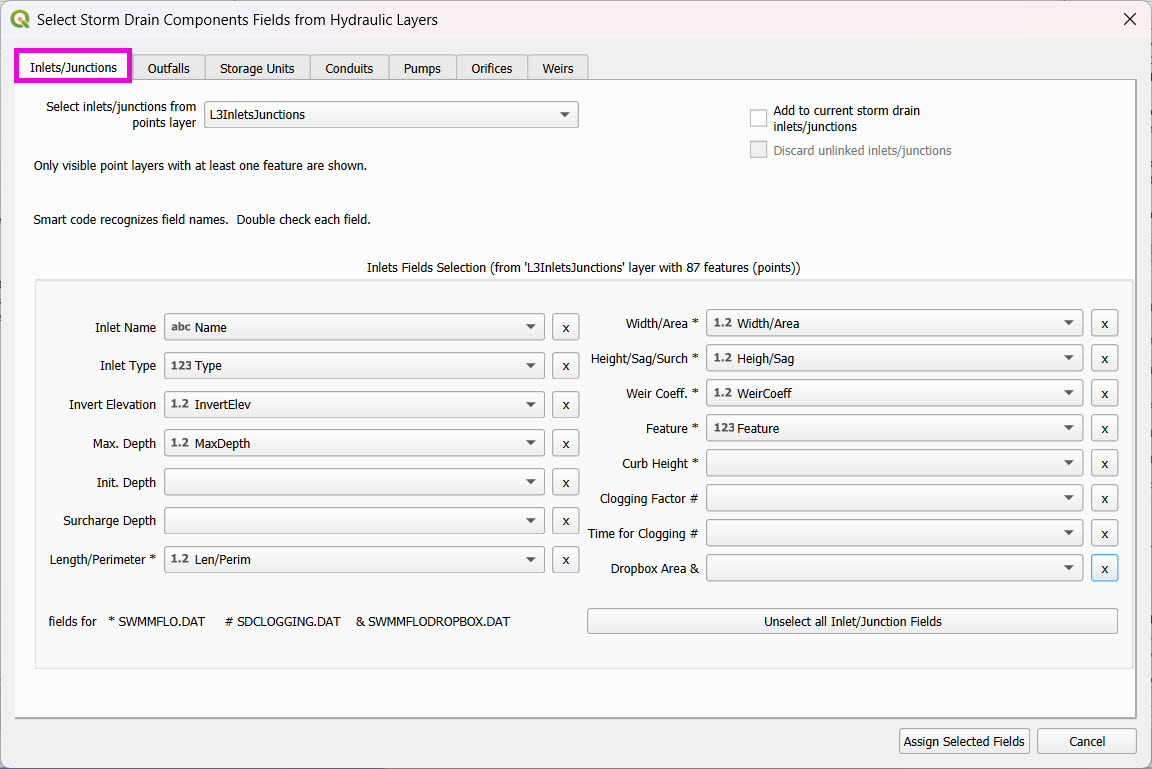 Select Storm Drain Components Fields from Hydraulic Layers
Inlets/Junctions
Outfalls
Storage Units
Conduits
Pumps
Orifices
Weirs
Select inlets/junctions from
points layer
L3InletsJunctions
Add to current storm drain
inlets/junctions
Discard unlinked inlets/junctions
Only visible point layers with at least one feature are shown.
Smart code recognizes field names.  Double check each field.
Inlets Fields Selection (from 'L3InletsJunctions' layer with 87 features (points))
Inlet Name abc Name x
Inlet Type 123 Type x
Invert Elevation 1.2 InvertElev x
Max. Depth 1.2 MaxDepth x
Init. Depth x
Surcharge Depth x
Length/Perimeter * 1.2 Len/Perim x
Width/Area * 1.2 Width/Area x
Height/Sag/Surch * 1.2 Heigh/Sag x
Weir Coeff. * 1.2 WeirCoeff x
Feature * 123 Feature x
Curb Height * x
Clogging Factor # x
Time for Clogging # x
Dropbox Area & x
fields for * SWMMFLO.DAT # SDCLOGGING.DAT & SWMMFLODROPBOX.DAT
Unselect all Inlet/Junction Fields
Assign Selected Fields
Cancel